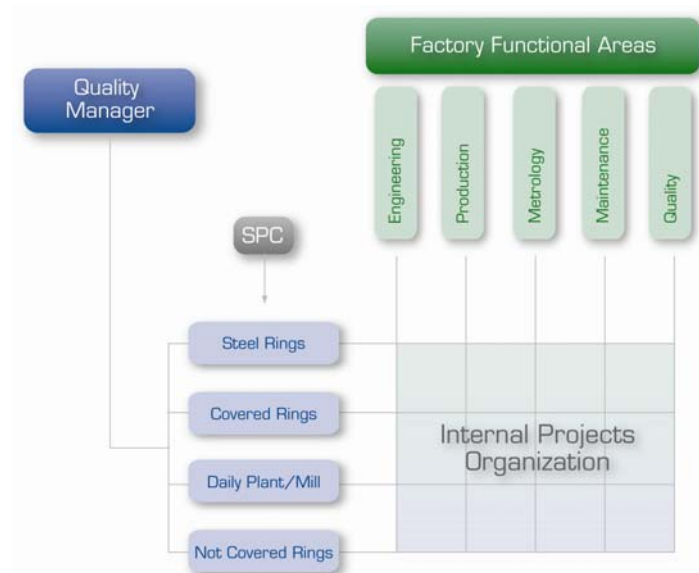 Factory Functional Areas
Quality
Manager
Engineering
Production
Metrology
Maintenance
Quality
SPC
Steel Rings
Covered Rings
Daily Plant/Mill
Not Covered Rings
Internal Projects
Organization